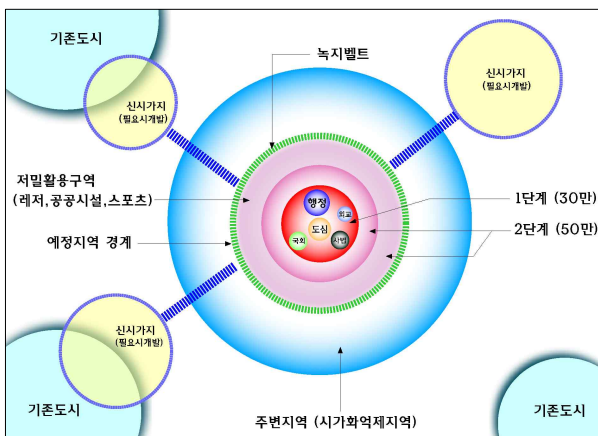 기존도시
신시가지
(필요시개발)
녹지벨트
신시가지
(필요시개발)
저밀활용구역
(레저,공공시설,스포츠)
행정
외교
도심
국회
사법
1단계 (30만)
2단계 (50만)
예정지역 경계
신시가지
(필요시개발)
기존도시
주변지역 (시가화억제지역)
기존도시